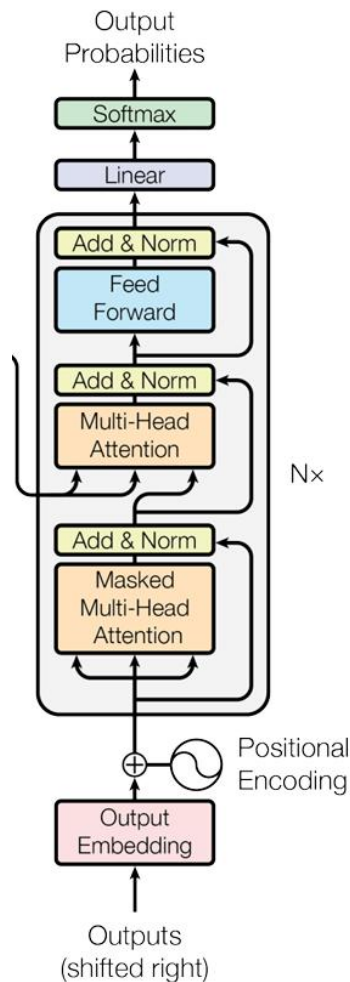 Output
Probabilities
Softmax
Linear
Add & Norm
Feed
Forward
Add & Norm
Multi-Head
Attention
N×
Add & Norm
Masked
Multi-Head
Attention
Positional
Encoding
Output
Embedding
Outputs
(shifted right)